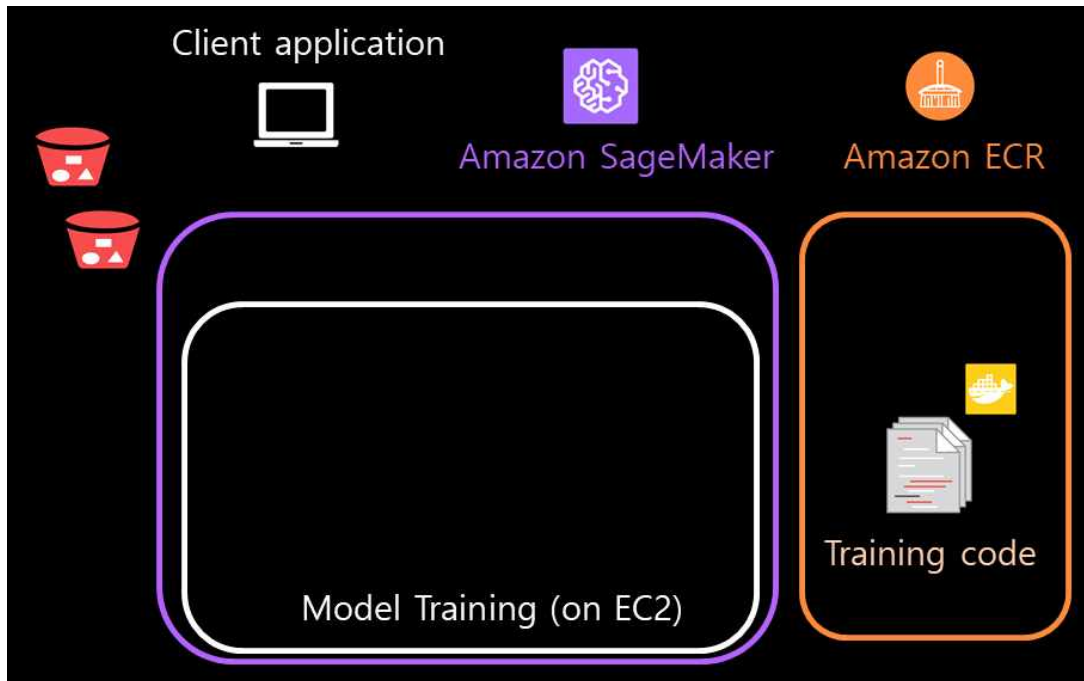 Client application
Amazon SageMaker
Amazon ECR
Training code
Model Training (on EC2)